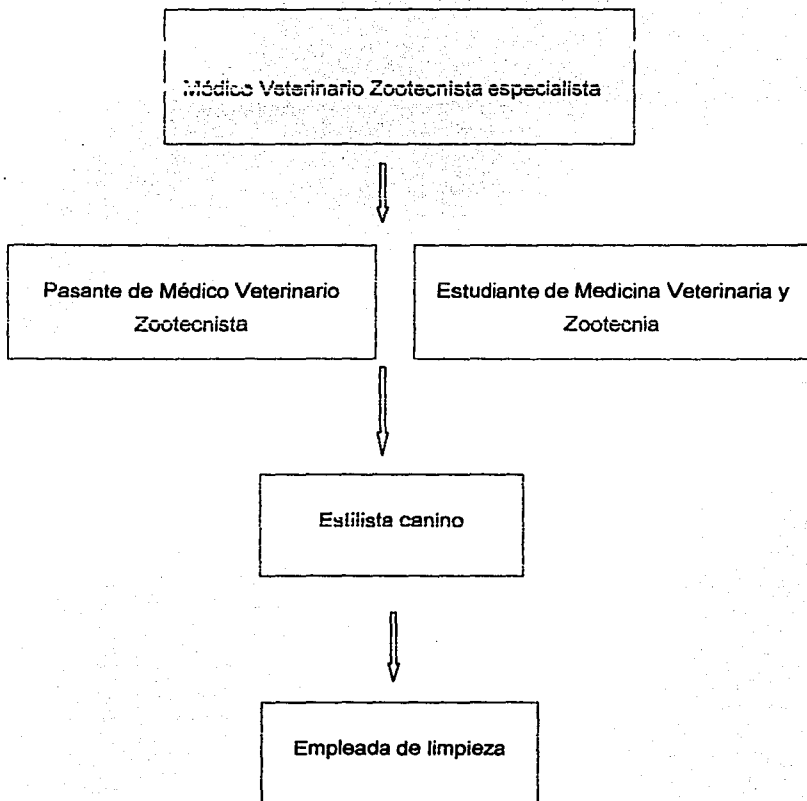 Médico Veterinario Zootecnista especialista
Pasante de Médico Veterinario
Zootecnista
Estudiante de Medicina Veterinaria y
Zootecnia
Estilista canino
Empleada de limpieza